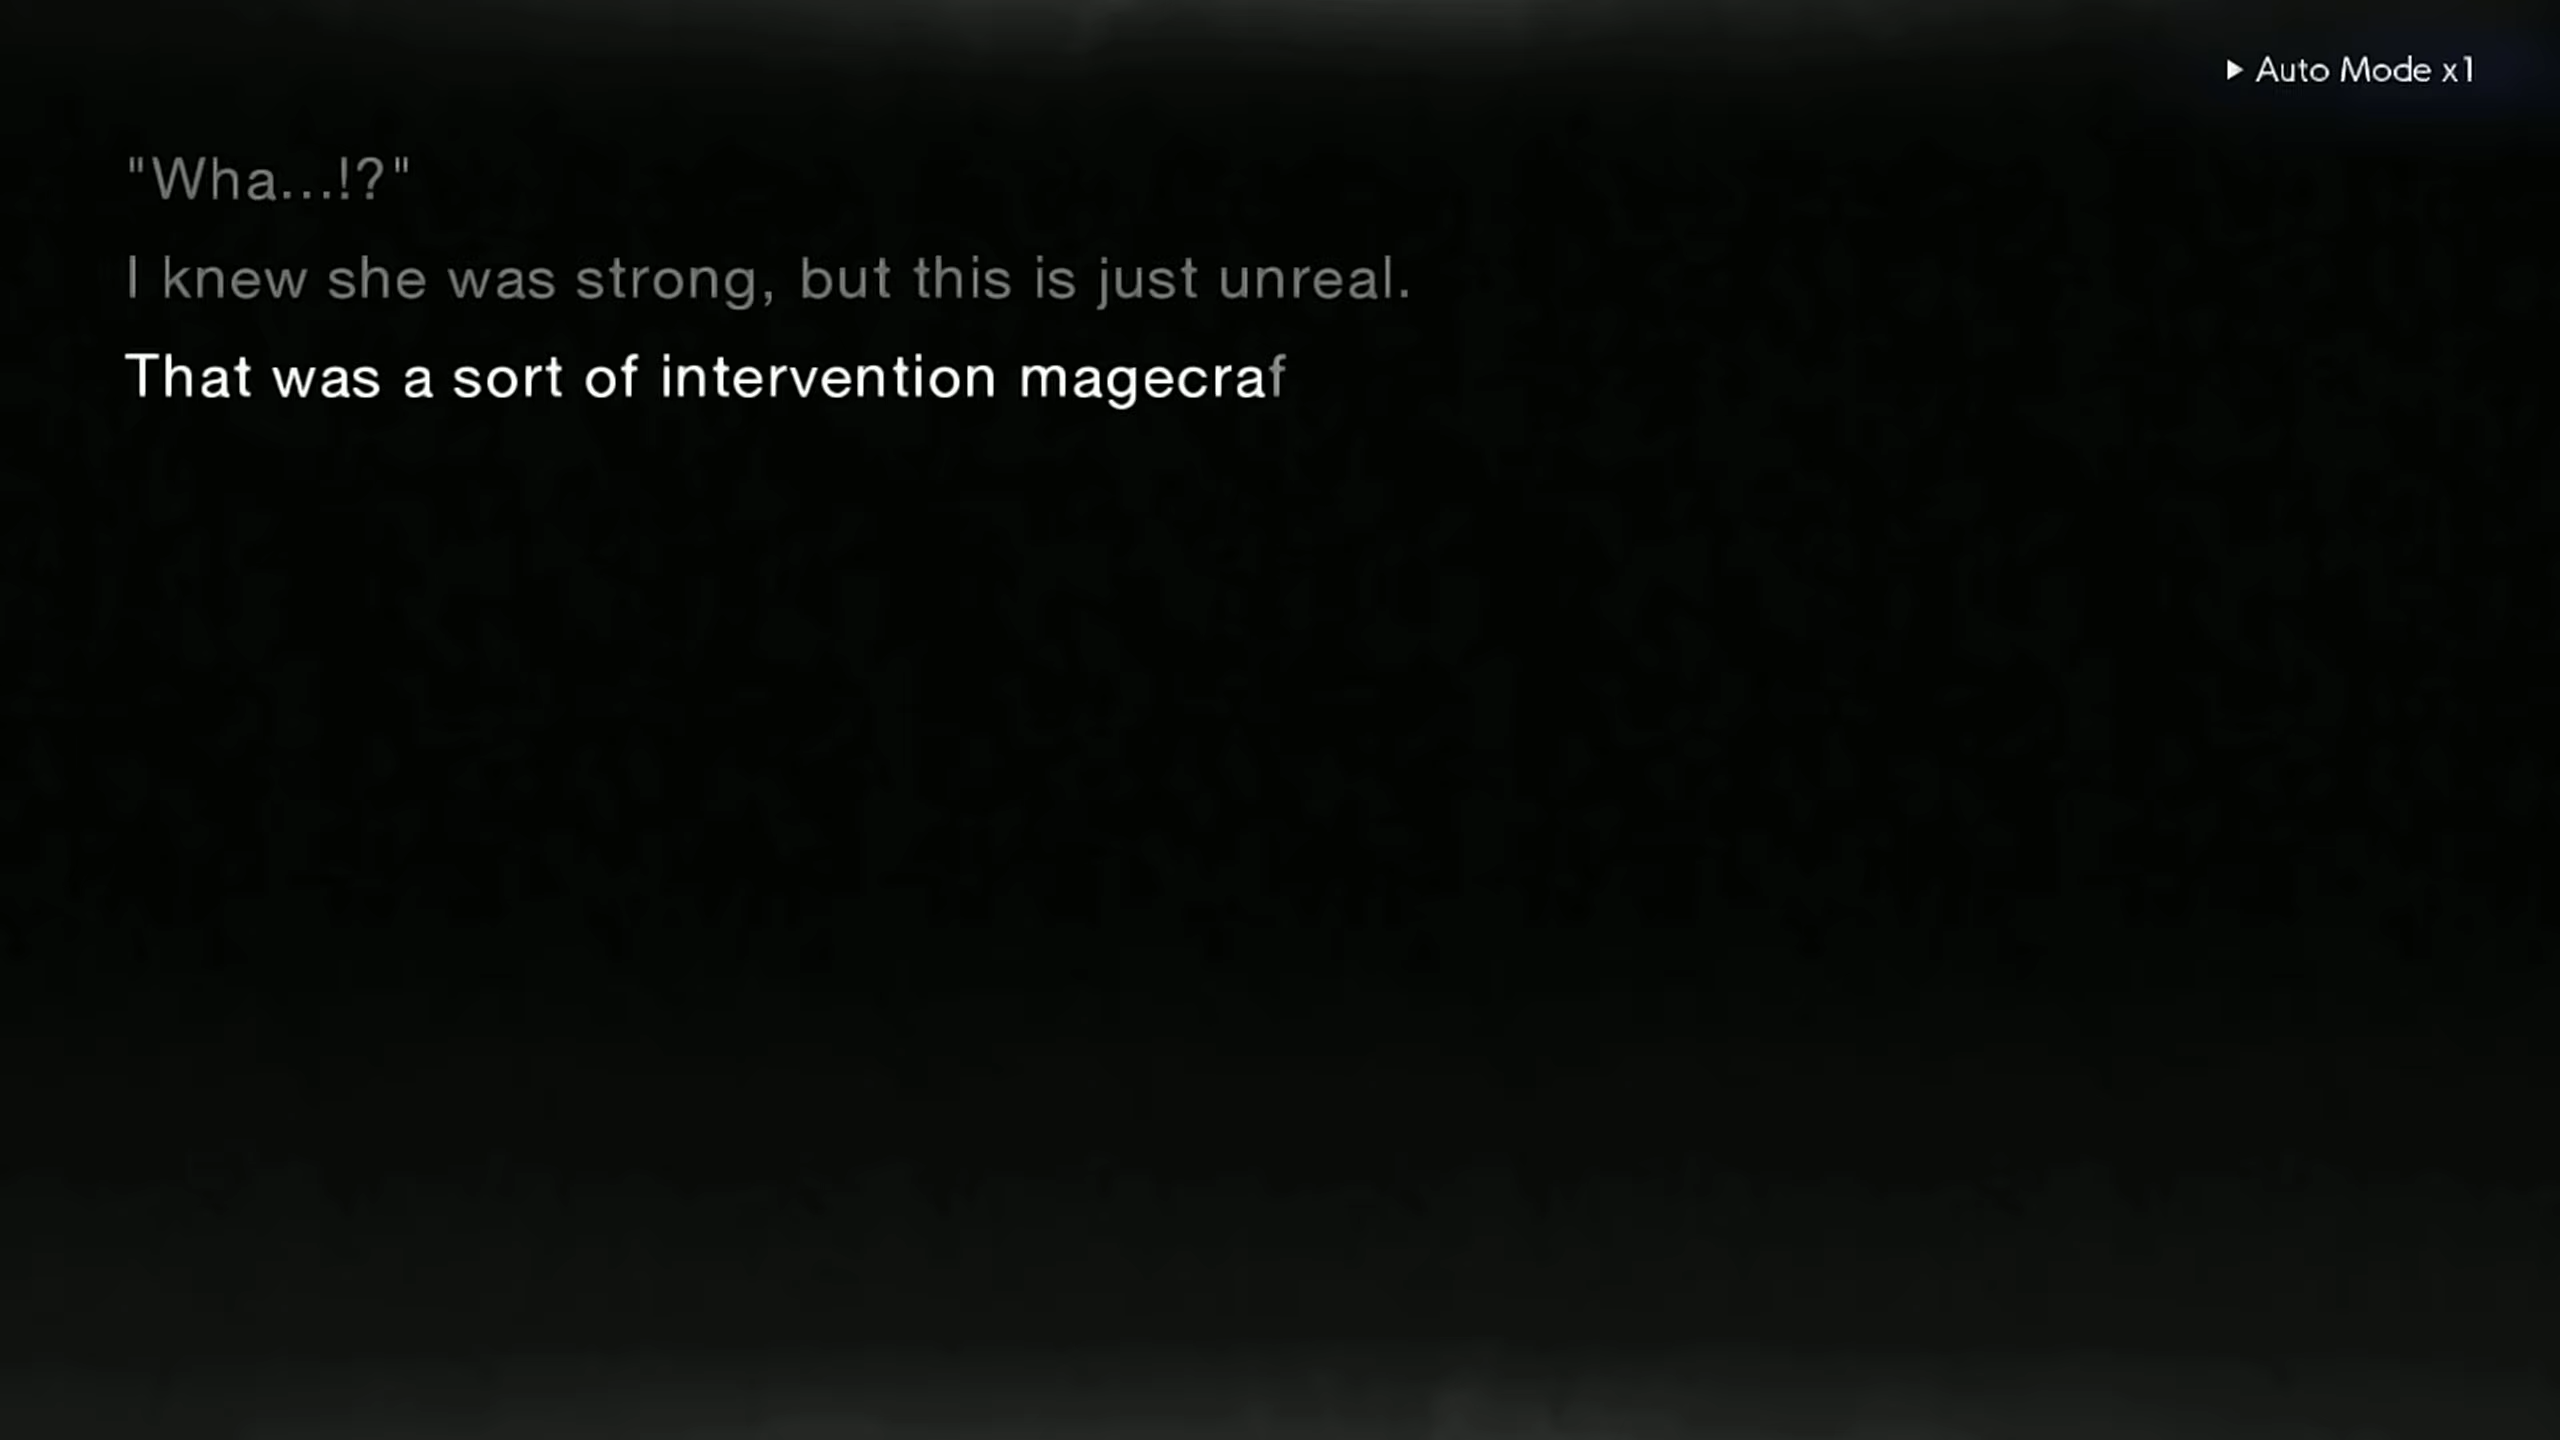 ▶ Auto Mode x1
"Wha...!?"
I knew she was strong, but this is just unreal.
That was a sort of intervention magecraf